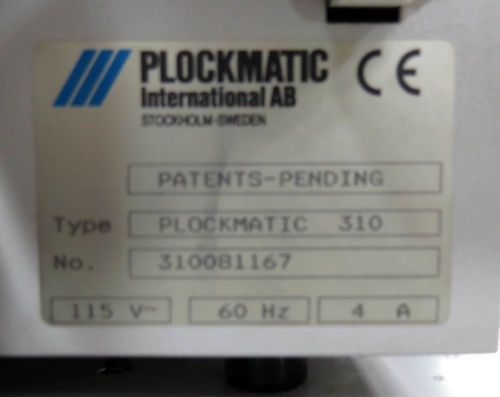 PLOCKMATIC CE
International AB
STOCKHOLM-SWEDEN
PATENTS-PENDING
Type PLOCKMATIC 310
No. 310081167
115 V~ 60 Hz 4 A